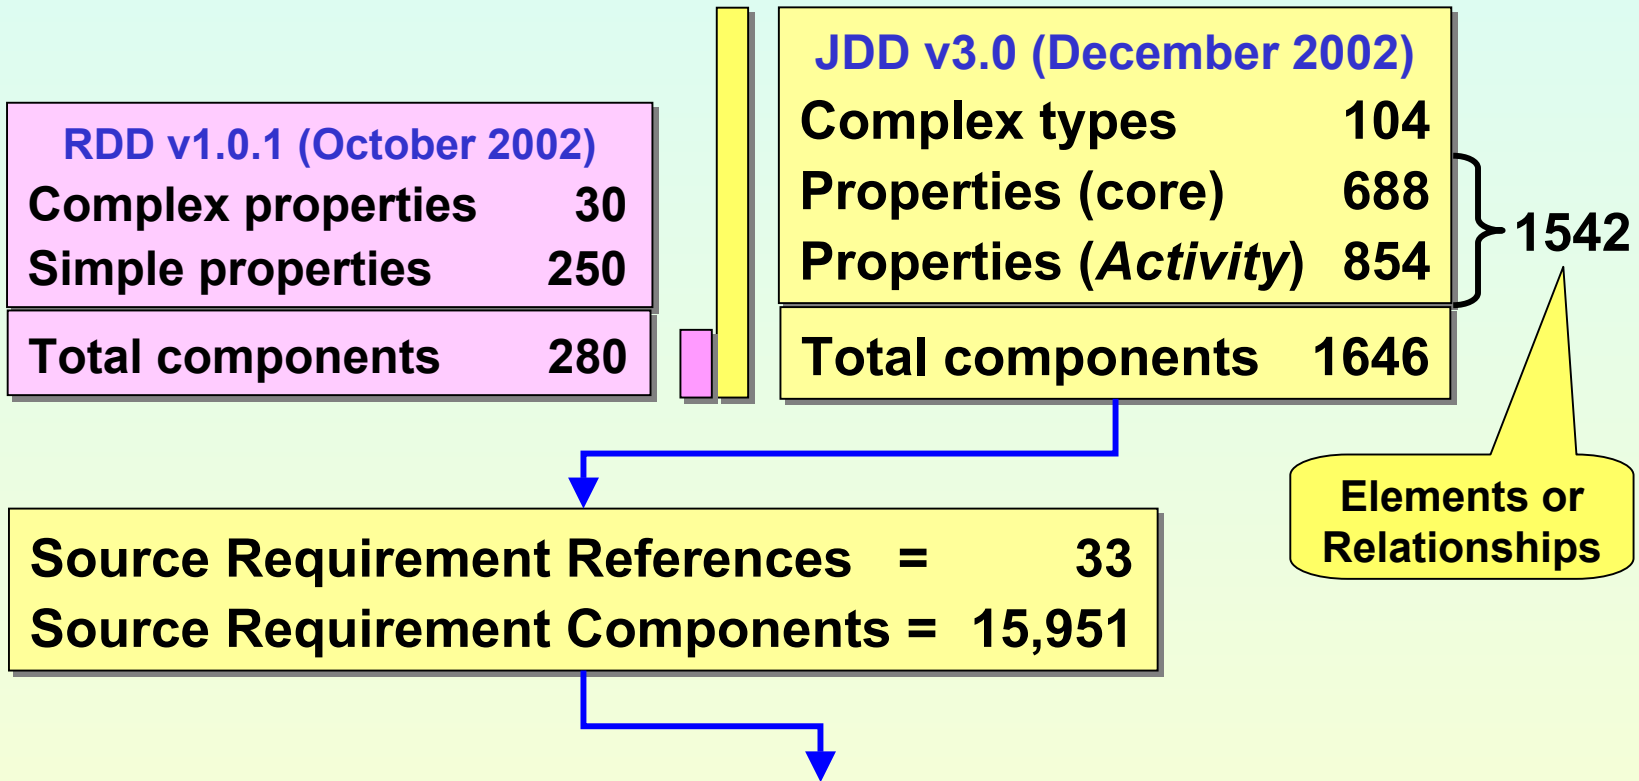 RDD v1.0.1 (October 2002)
Complex properties 30
Simple properties 250
Total components 280
JDD v3.0 (December 2002)
Complex types 104
Properties (core) 688
Properties (Activity) 854
Total components 1646
1542
Elements or
Relationships
Source Requirement References = 33
Source Requirement Components = 15,951